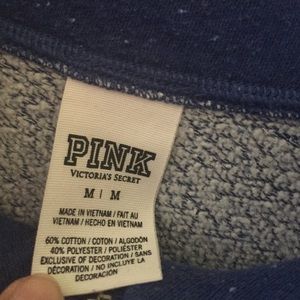 PINK
VICTORIA'S SECRET
M | M
MADE IN VIETNAM / FAIT AU
VIETNAM / HECHO EN VIETNAM
60% COTTON / COTON / ALGODÓN
40% POLYESTER / POLIÉSTER
EXCLUSIVE OF DECORATION / SANS
DÉCORATION / NO INCLUYE LA
DECORACIÓN